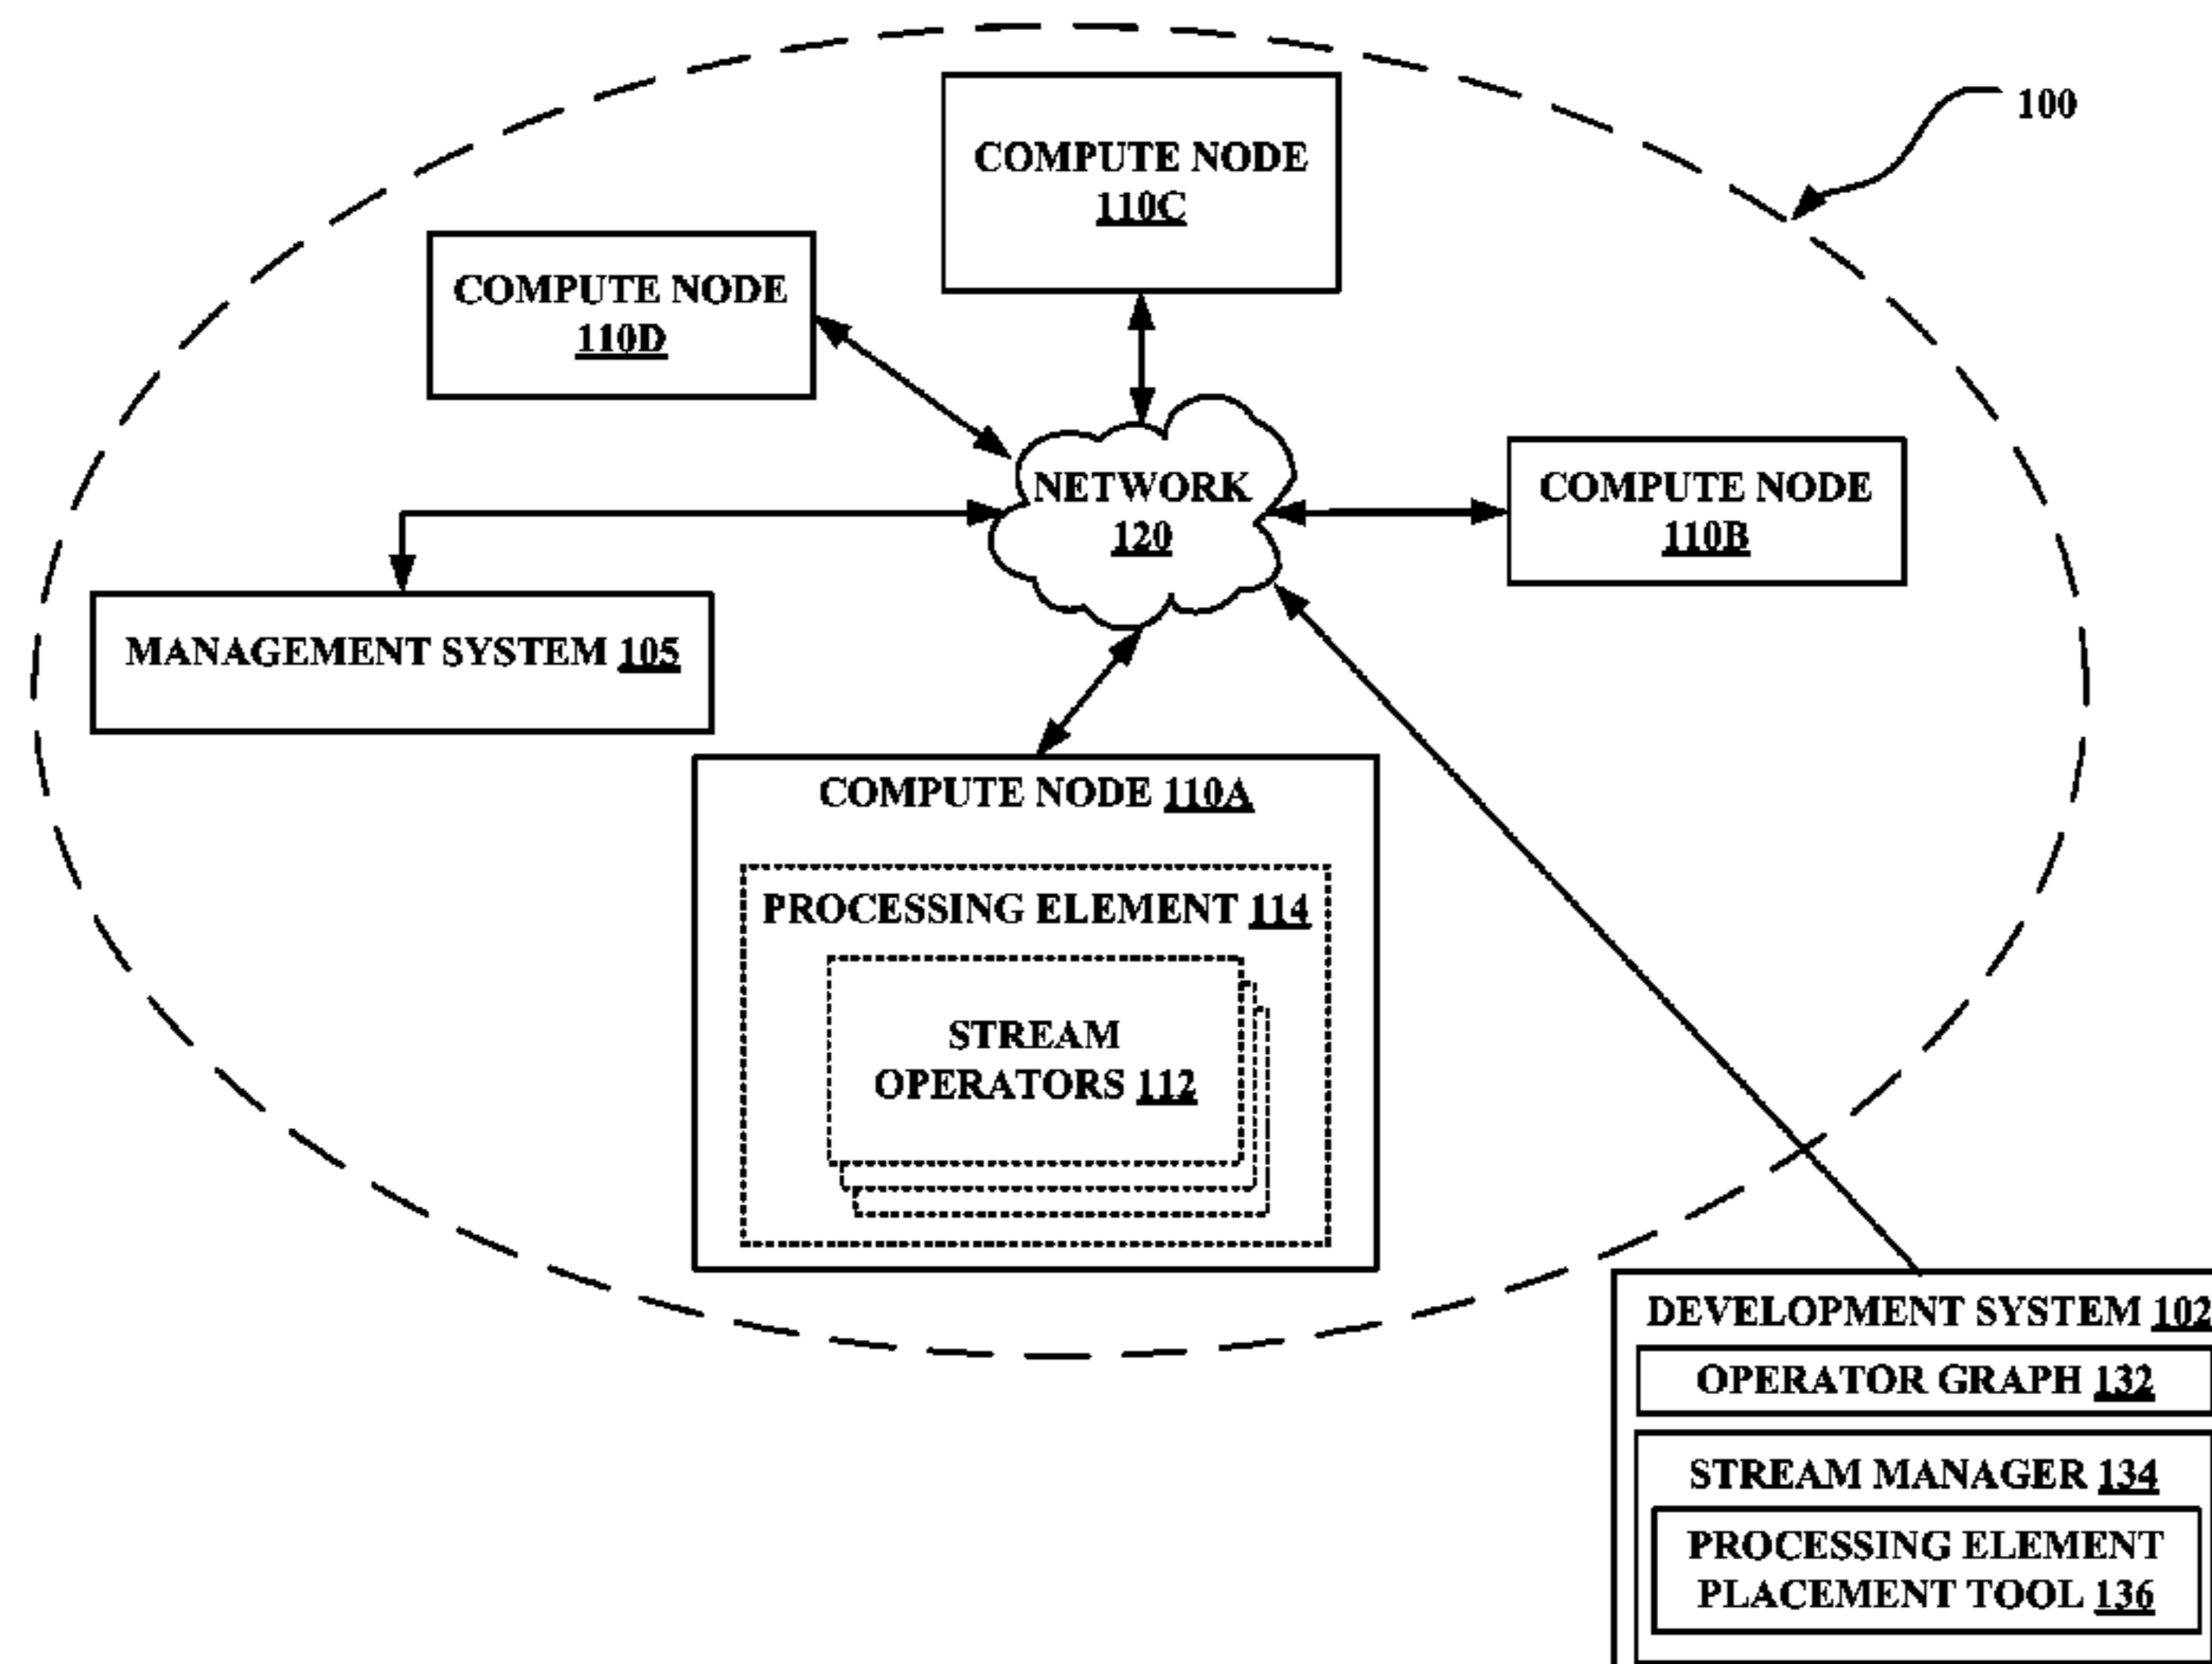 100
COMPUTE NODE
110C
COMPUTE NODE
110D
NETWORK
120
COMPUTE NODE
110B
MANAGEMENT SYSTEM 105
COMPUTE NODE 110A
PROCESSING ELEMENT 114
STREAM
OPERATORS 112
DEVELOPMENT SYSTEM 102
OPERATOR GRAPH 132
STREAM MANAGER 134
PROCESSING ELEMENT
PLACEMENT TOOL 136